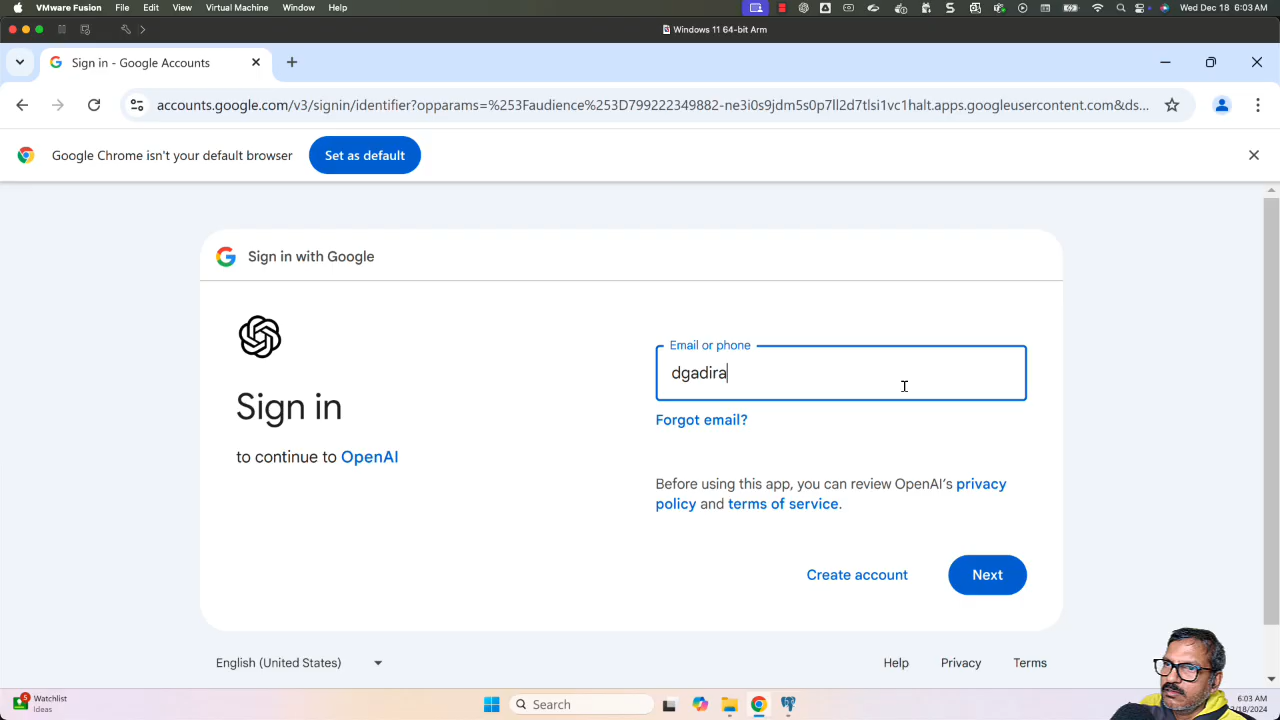 VMware Fusion File Edit View Virtual Machine Window Help Wed Dec 18 6:03 AM
Windows 11 64-bit Arm
Sign in - Google Accounts
accounts.google.com/v3/signin/identifier?opparams=%253Faudience%253D799222349882-ne3i0s9jdm5s0p7ll2d7tlsi1vc1halt.apps.googleusercontent.com&ds...
Google Chrome isn't your default browser Set as default
Sign in with Google
Email or phone
dgadira
Sign in
Forgot email?
to continue to OpenAI
Before using this app, you can review OpenAI's privacy
policy and terms of service.
Create account Next
English (United States) Help Privacy Terms
5 Watchlist
Ideas
Search
6:03 AM
/18/2024